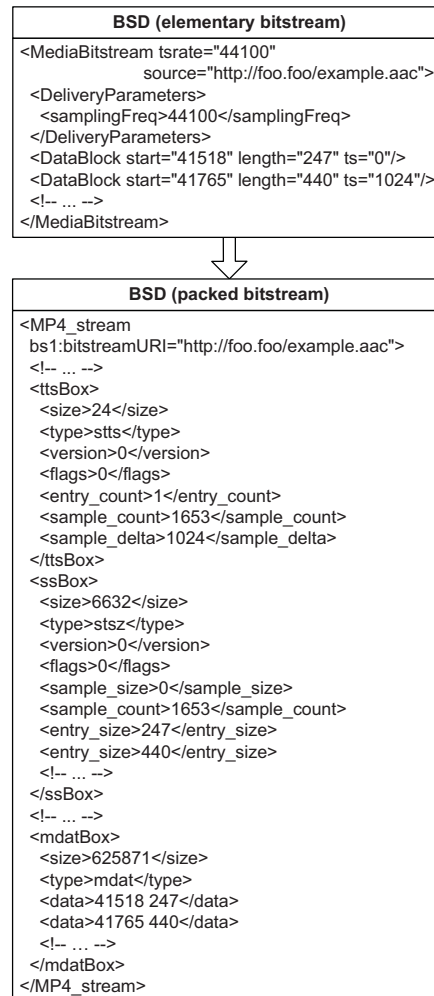 BSD (elementary bitstream)
<MediaBitstream tsrate="44100"
source="http://foo.foo/example.aac">
<DeliveryParameters>
<samplingFreq>44100</samplingFreq>
</DeliveryParameters>
<DataBlock start="41518" length="247" ts="0"/>
<DataBlock start="41765" length="440" ts="1024"/>
<!-- ... -->
</MediaBitstream>
BSD (packed bitstream)
<MP4_stream
bs1:bitstreamURI="http://foo.foo/example.aac">
<!-- ... -->
<ttsBox>
<size>24</size>
<type>stts</type>
<version>0</version>
<flags>0</flags>
<entry_count>1</entry_count>
<sample_count>1653</sample_count>
<sample_delta>1024</sample_delta>
</ttsBox>
<ssBox>
<size>6632</size>
<type>stsz</type>
<version>0</version>
<flags>0</flags>
<sample_size>0</sample_size>
<sample_count>1653</sample_count>
<entry_size>247</entry_size>
<entry_size>440</entry_size>
<!-- ... -->
</ssBox>
<!-- ... -->
<mdatBox>
<size>625871</size>
<type>mdat</type>
<data>41518 247</data>
<data>41765 440</data>
<!-- ... -->
</mdatBox>
</MP4_stream>